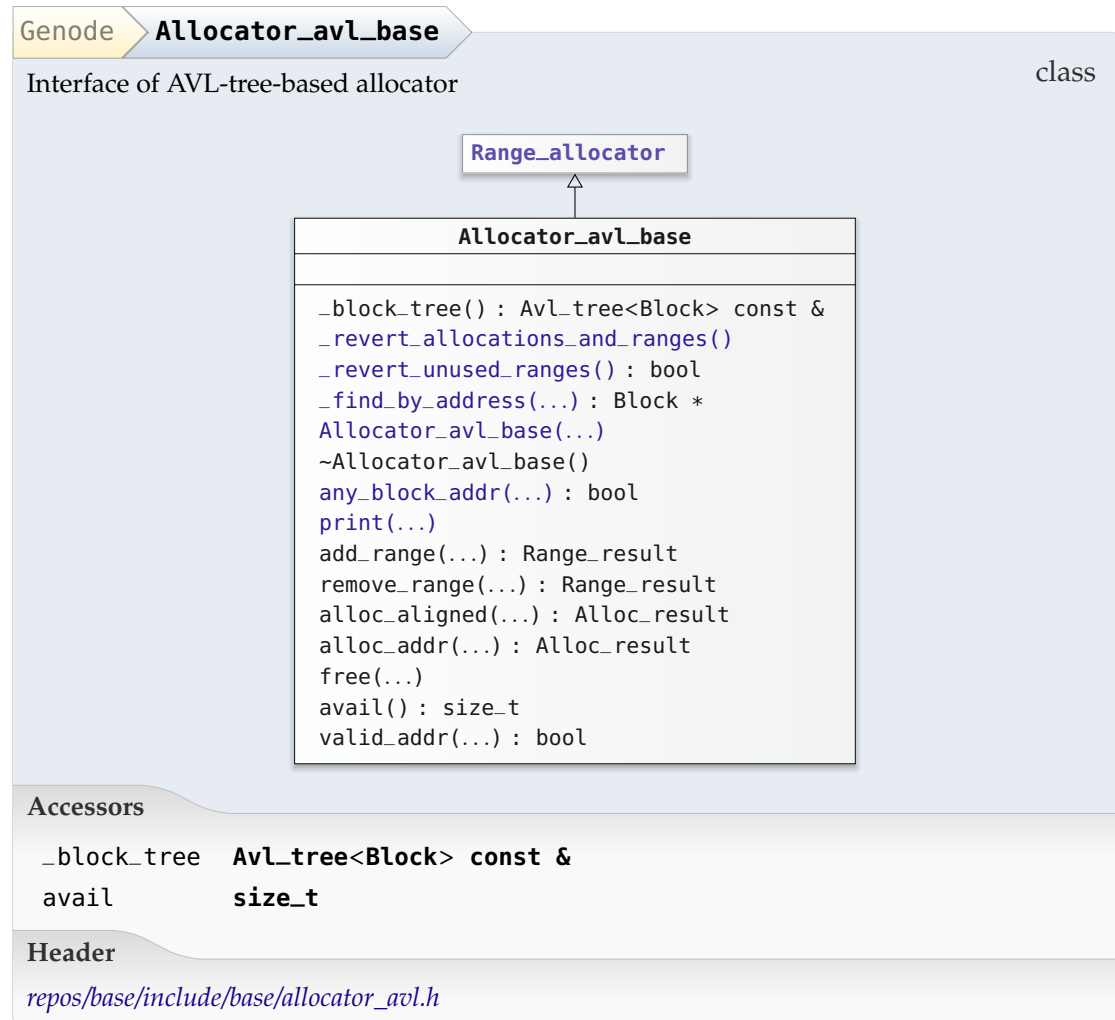 Genode Allocator_avl_base
Interface of AVL-tree-based allocator
class
Range_allocator
Allocator_avl_base
_block_tree() : Avl_tree<Block> const &
_revert_allocations_and_ranges()
_revert_unused_ranges() : bool
_find_by_address(...) : Block *
Allocator_avl_base(...)
~Allocator_avl_base()
any_block_addr(...) : bool
print(...)
add_range(...) : Range_result
remove_range(...) : Range_result
alloc_aligned(...) : Alloc_result
alloc_addr(...) : Alloc_result
free(...)
avail() : size_t
valid_addr(...) : bool
Accessors
_block_tree Avl_tree<Block> const &
avail size_t
Header
repos/base/include/base/allocator_avl.h